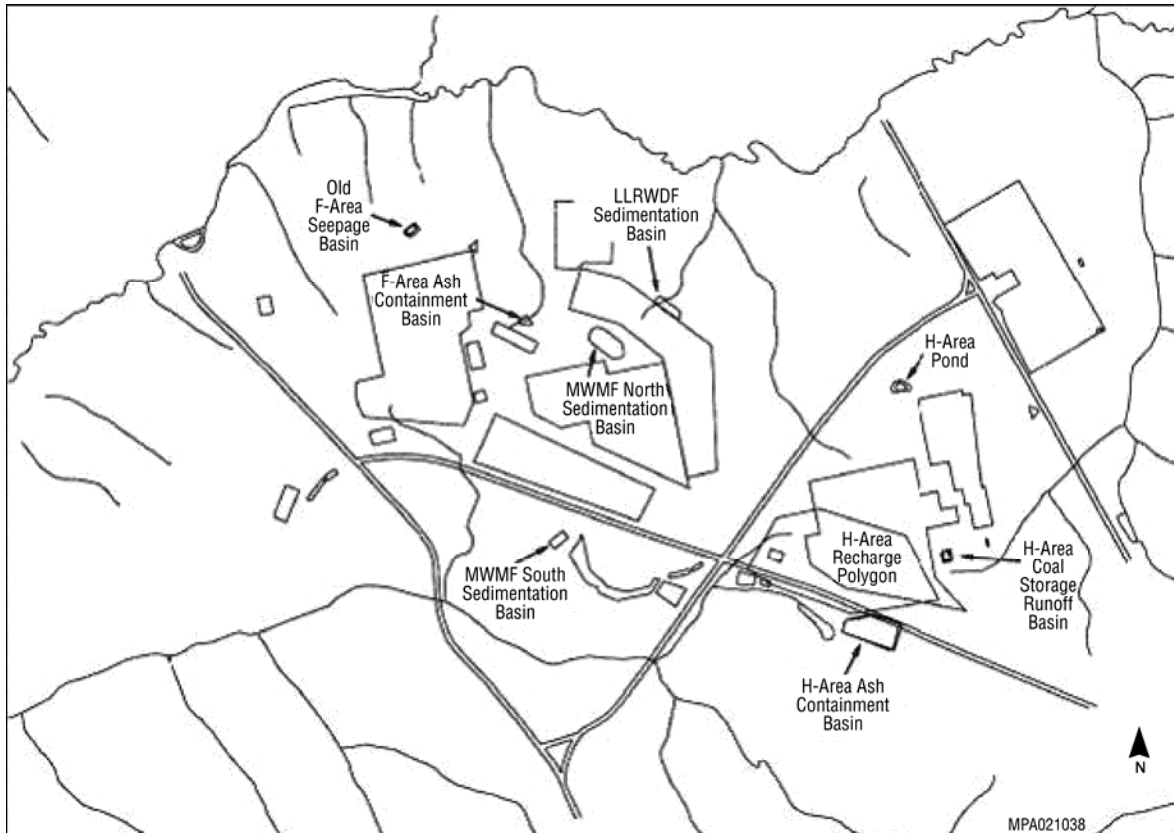 Old
F-Area
Seepage
Basin
LLRWDF
Sedimentation
Basin
F-Area Ash
Containment
Basin
H-Area
Pond
MWMF North
Sedimentation
Basin
H-Area
Recharge
Polygon
H-Area
Coal
Storage
Runoff
Basin
MWMF South
Sedimentation
Basin
H-Area Ash
Containment
Basin
N
MPA021038